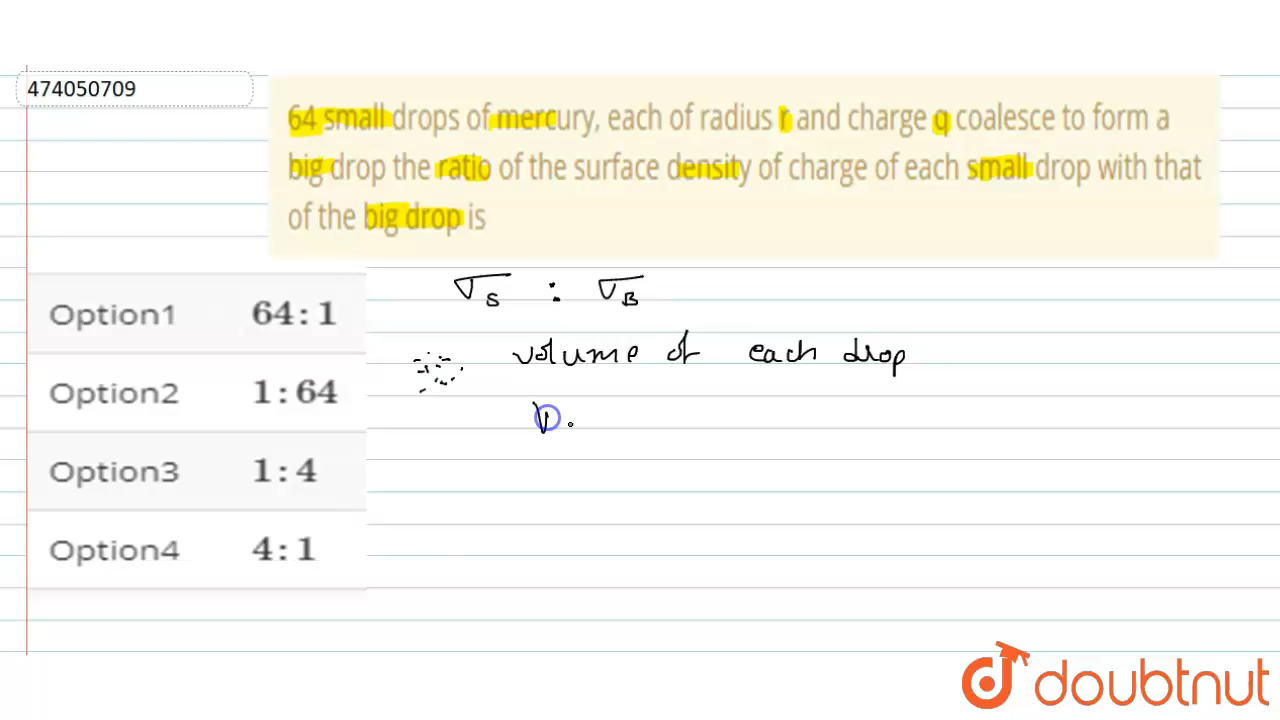 474050709
64 small drops of mercury, each of radius r and charge q coalesce to form a
big drop the ratio of the surface density of charge of each small drop with that
of the big drop is
σS : σB
Option1 64 : 1
volume of each drop
Option2 1 : 64
V.
Option3 1 : 4
Option4 4 : 1
doubtnut